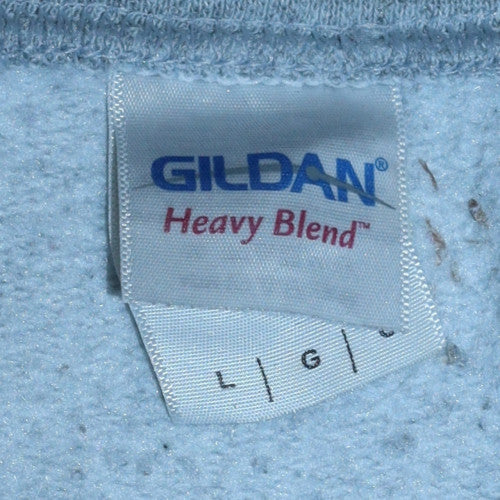 GILDAN®
Heavy Blend™
L | G |